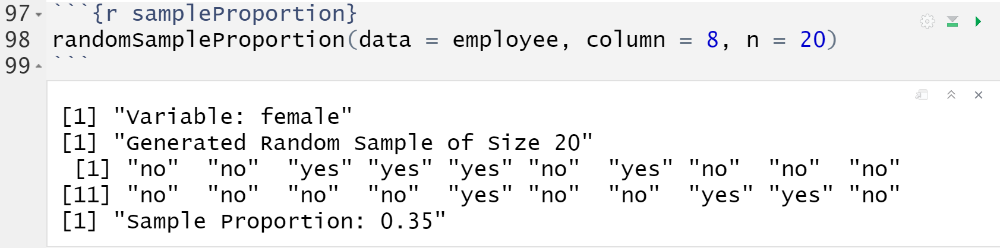 97 ```{r sampleProportion}
98 randomSampleProportion(data = employee, column = 8, n = 20)
99 ```
[1] "Variable: female"
[1] "Generated Random Sample of Size 20"
 [1] "no"  "no"  "yes" "yes" "yes" "no"  "yes" "no"  "no"  "no"
[11] "no"  "no"  "no"  "no"  "yes" "no"  "no"  "yes" "yes" "no"
[1] "Sample Proportion: 0.35"